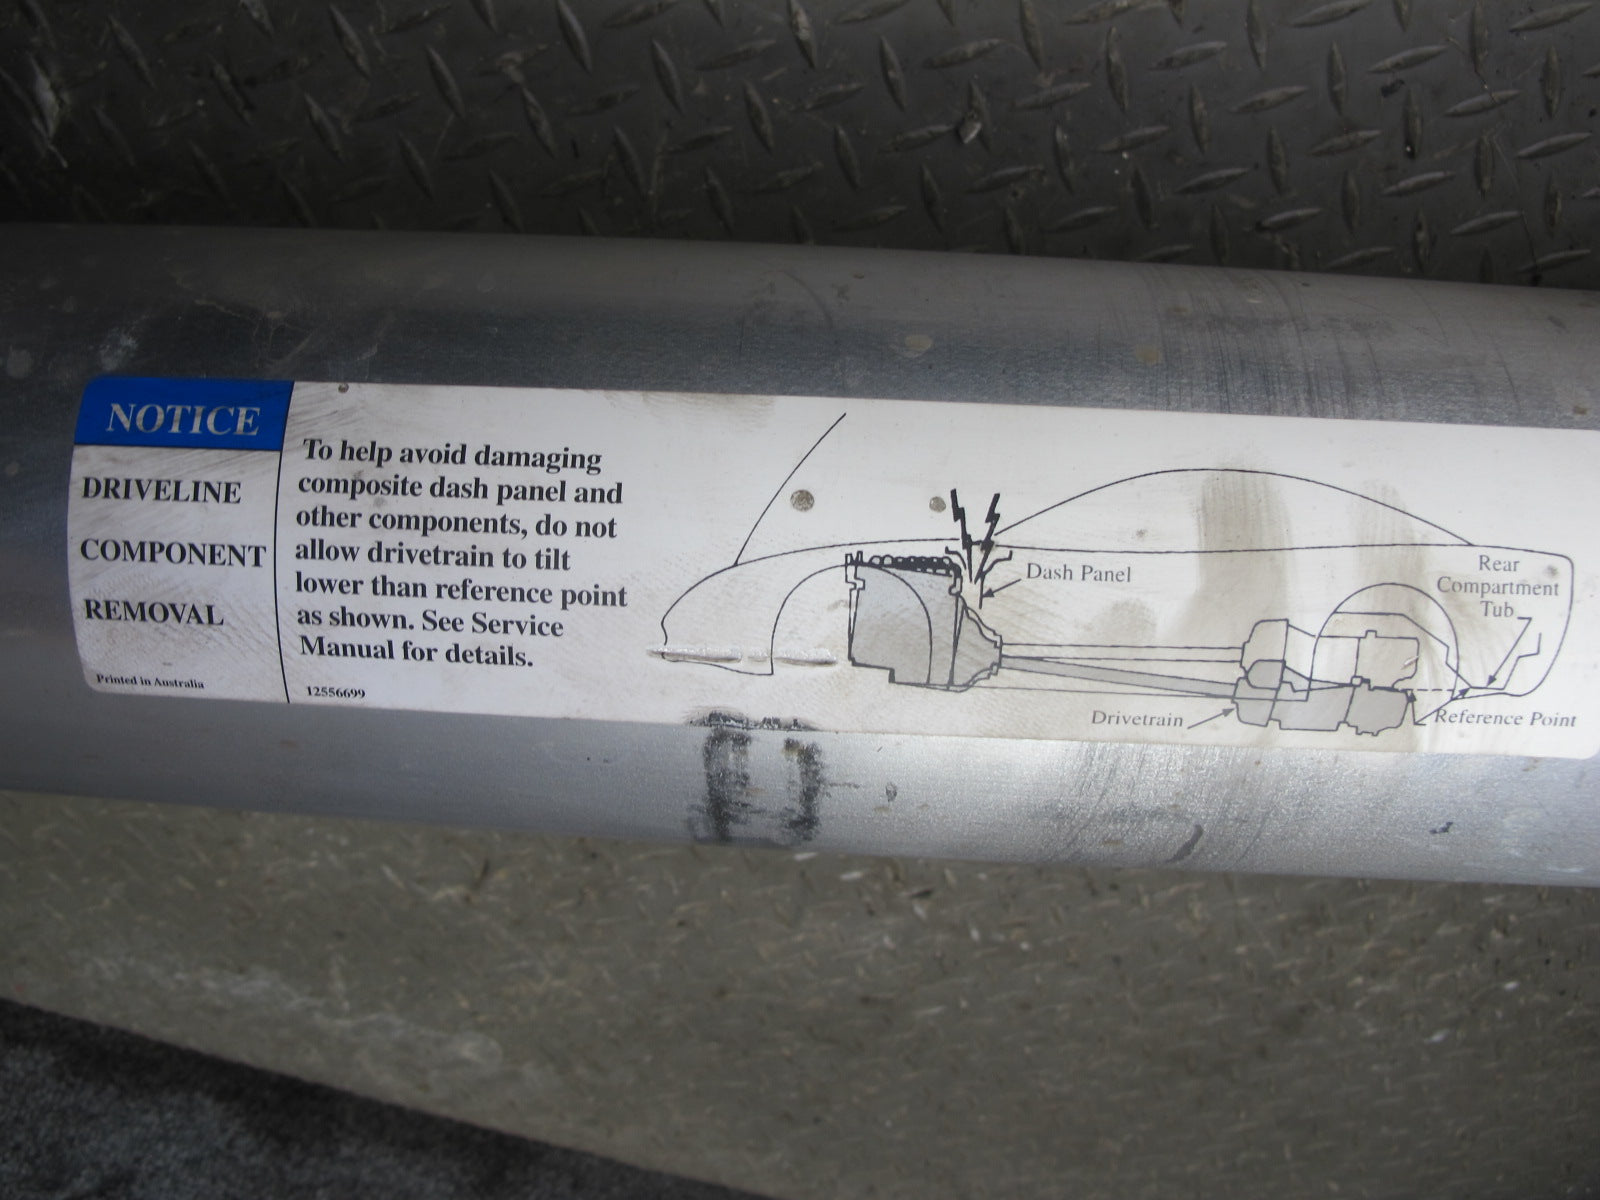 NOTICE
DRIVELINE
COMPONENT
REMOVAL
Printed in Australia
To help avoid damaging
composite dash panel and
other components, do not
allow drivetrain to tilt
lower than reference point
as shown. See Service
Manual for details.
12556699
Dash Panel
Rear
Compartment
Tub
Drivetrain
Reference Point